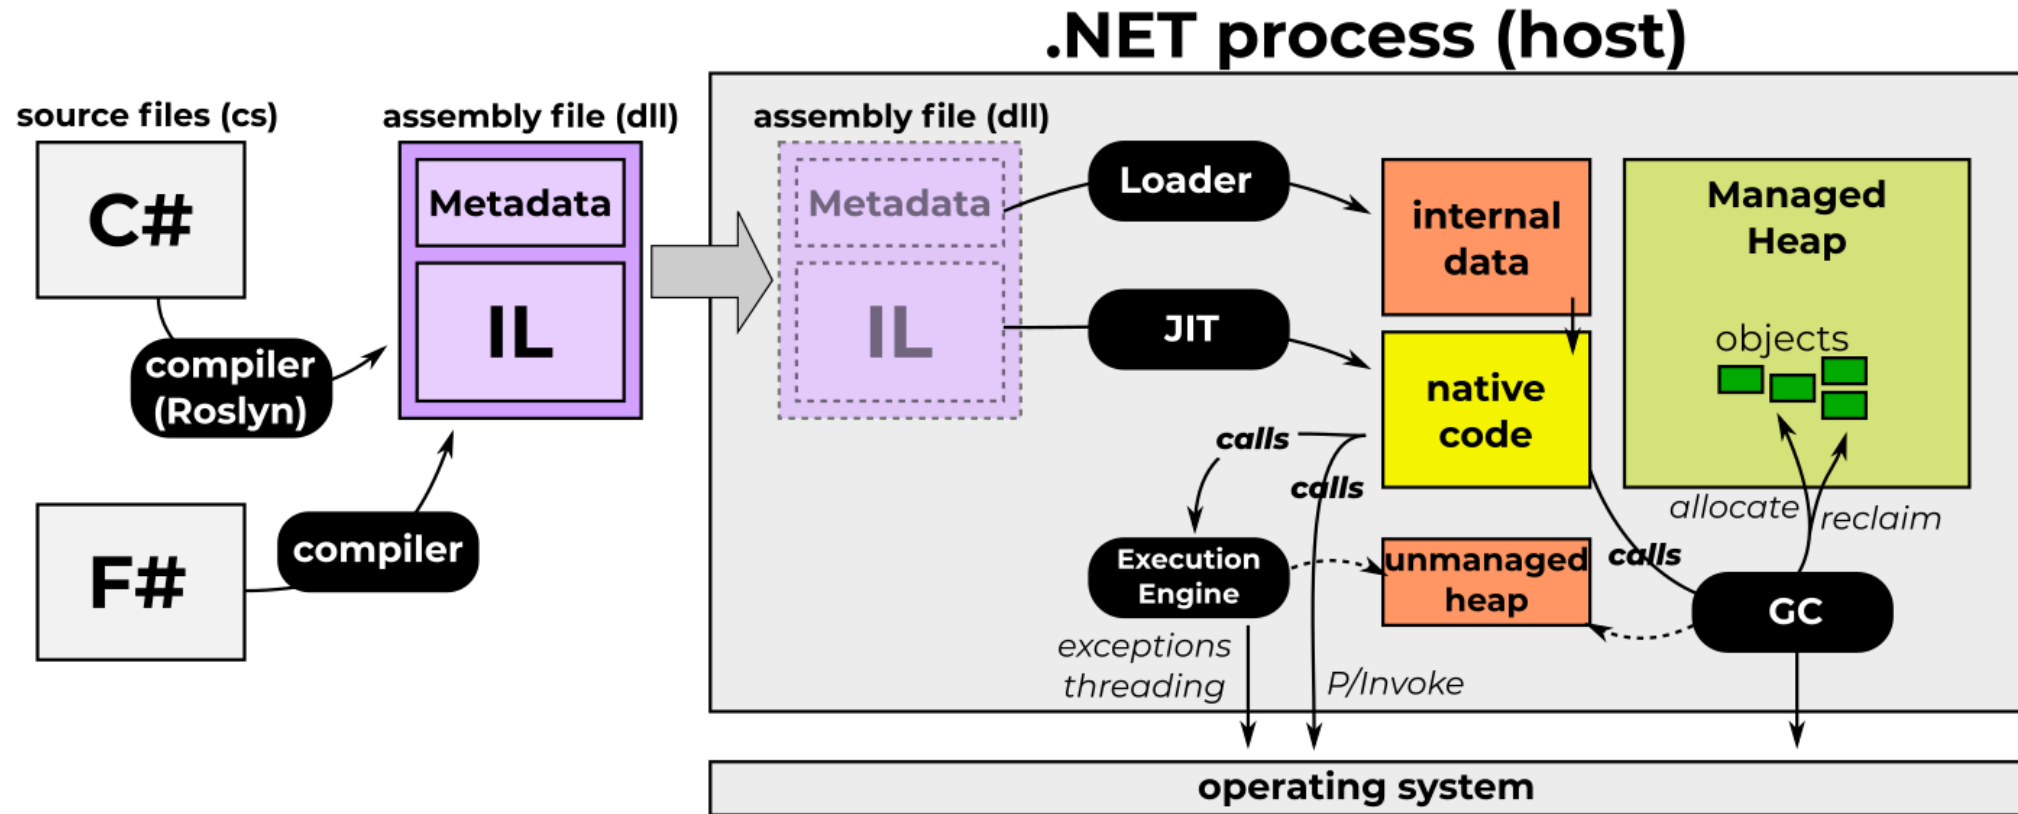 .NET process (host)
source files (cs)
assembly file (dll)
assembly file (dll)
C#
Metadata
IL
compiler
(Roslyn)
F#
compiler
Metadata
IL
Loader
JIT
internal
data
native
code
Managed
Heap
objects
calls
calls
allocate
reclaim
Execution
Engine
unmanaged
heap
calls
GC
exceptions
threading
P/Invoke
operating system